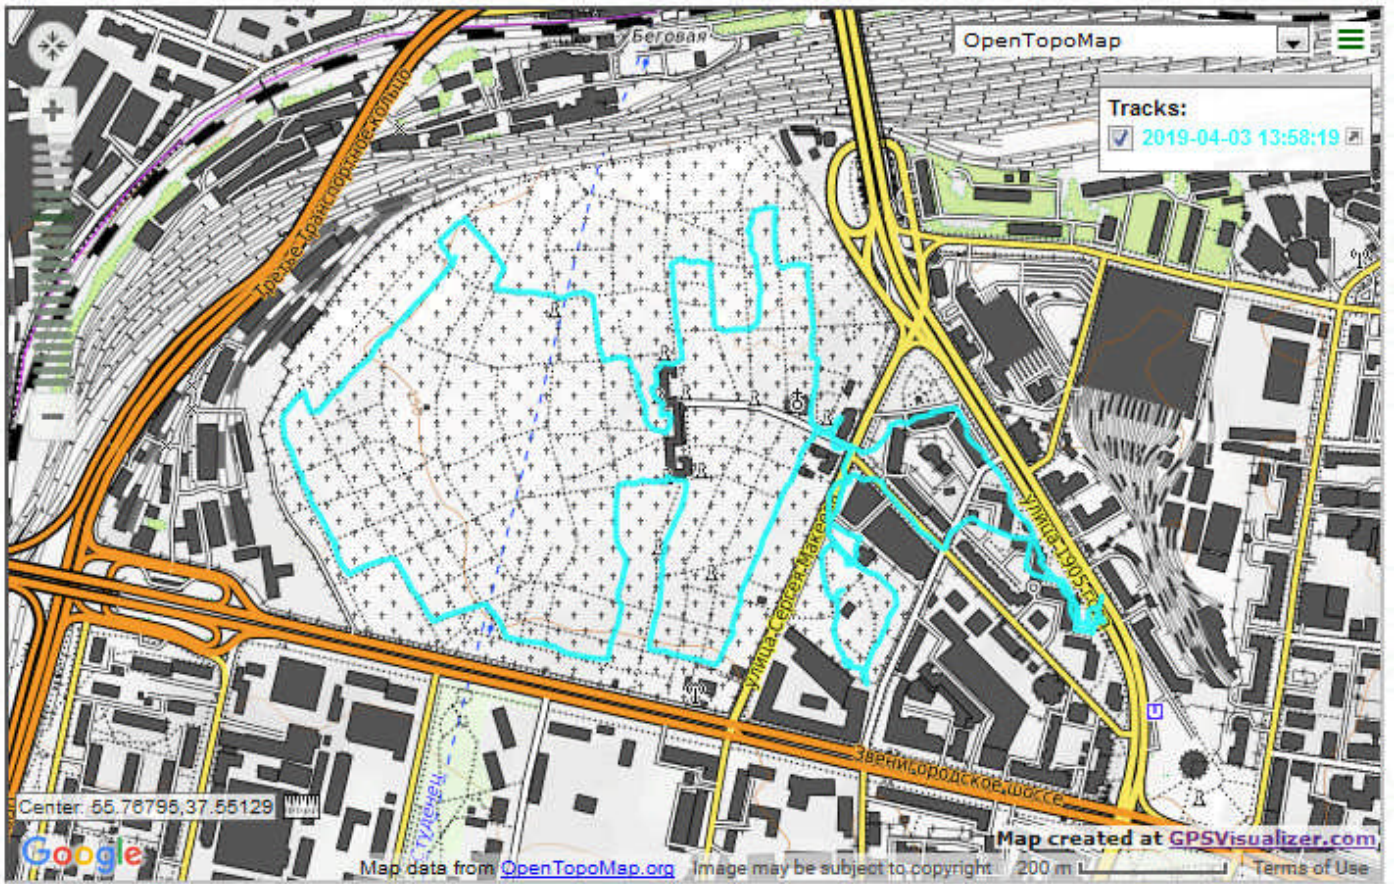 Беговая
OpenTopoMap
Tracks:
2019-04-03 13:58:19
Третье Транспортное кольцо
улица 1905
улица Сергея Макеева
Звенигородское шоссе
Студенец
Center: 55.76795,37.55129
Google
Map created at GPSVisualizer.com
Map data from OpenTopoMap.org
Image may be subject to copyright
200 m
Terms of Use